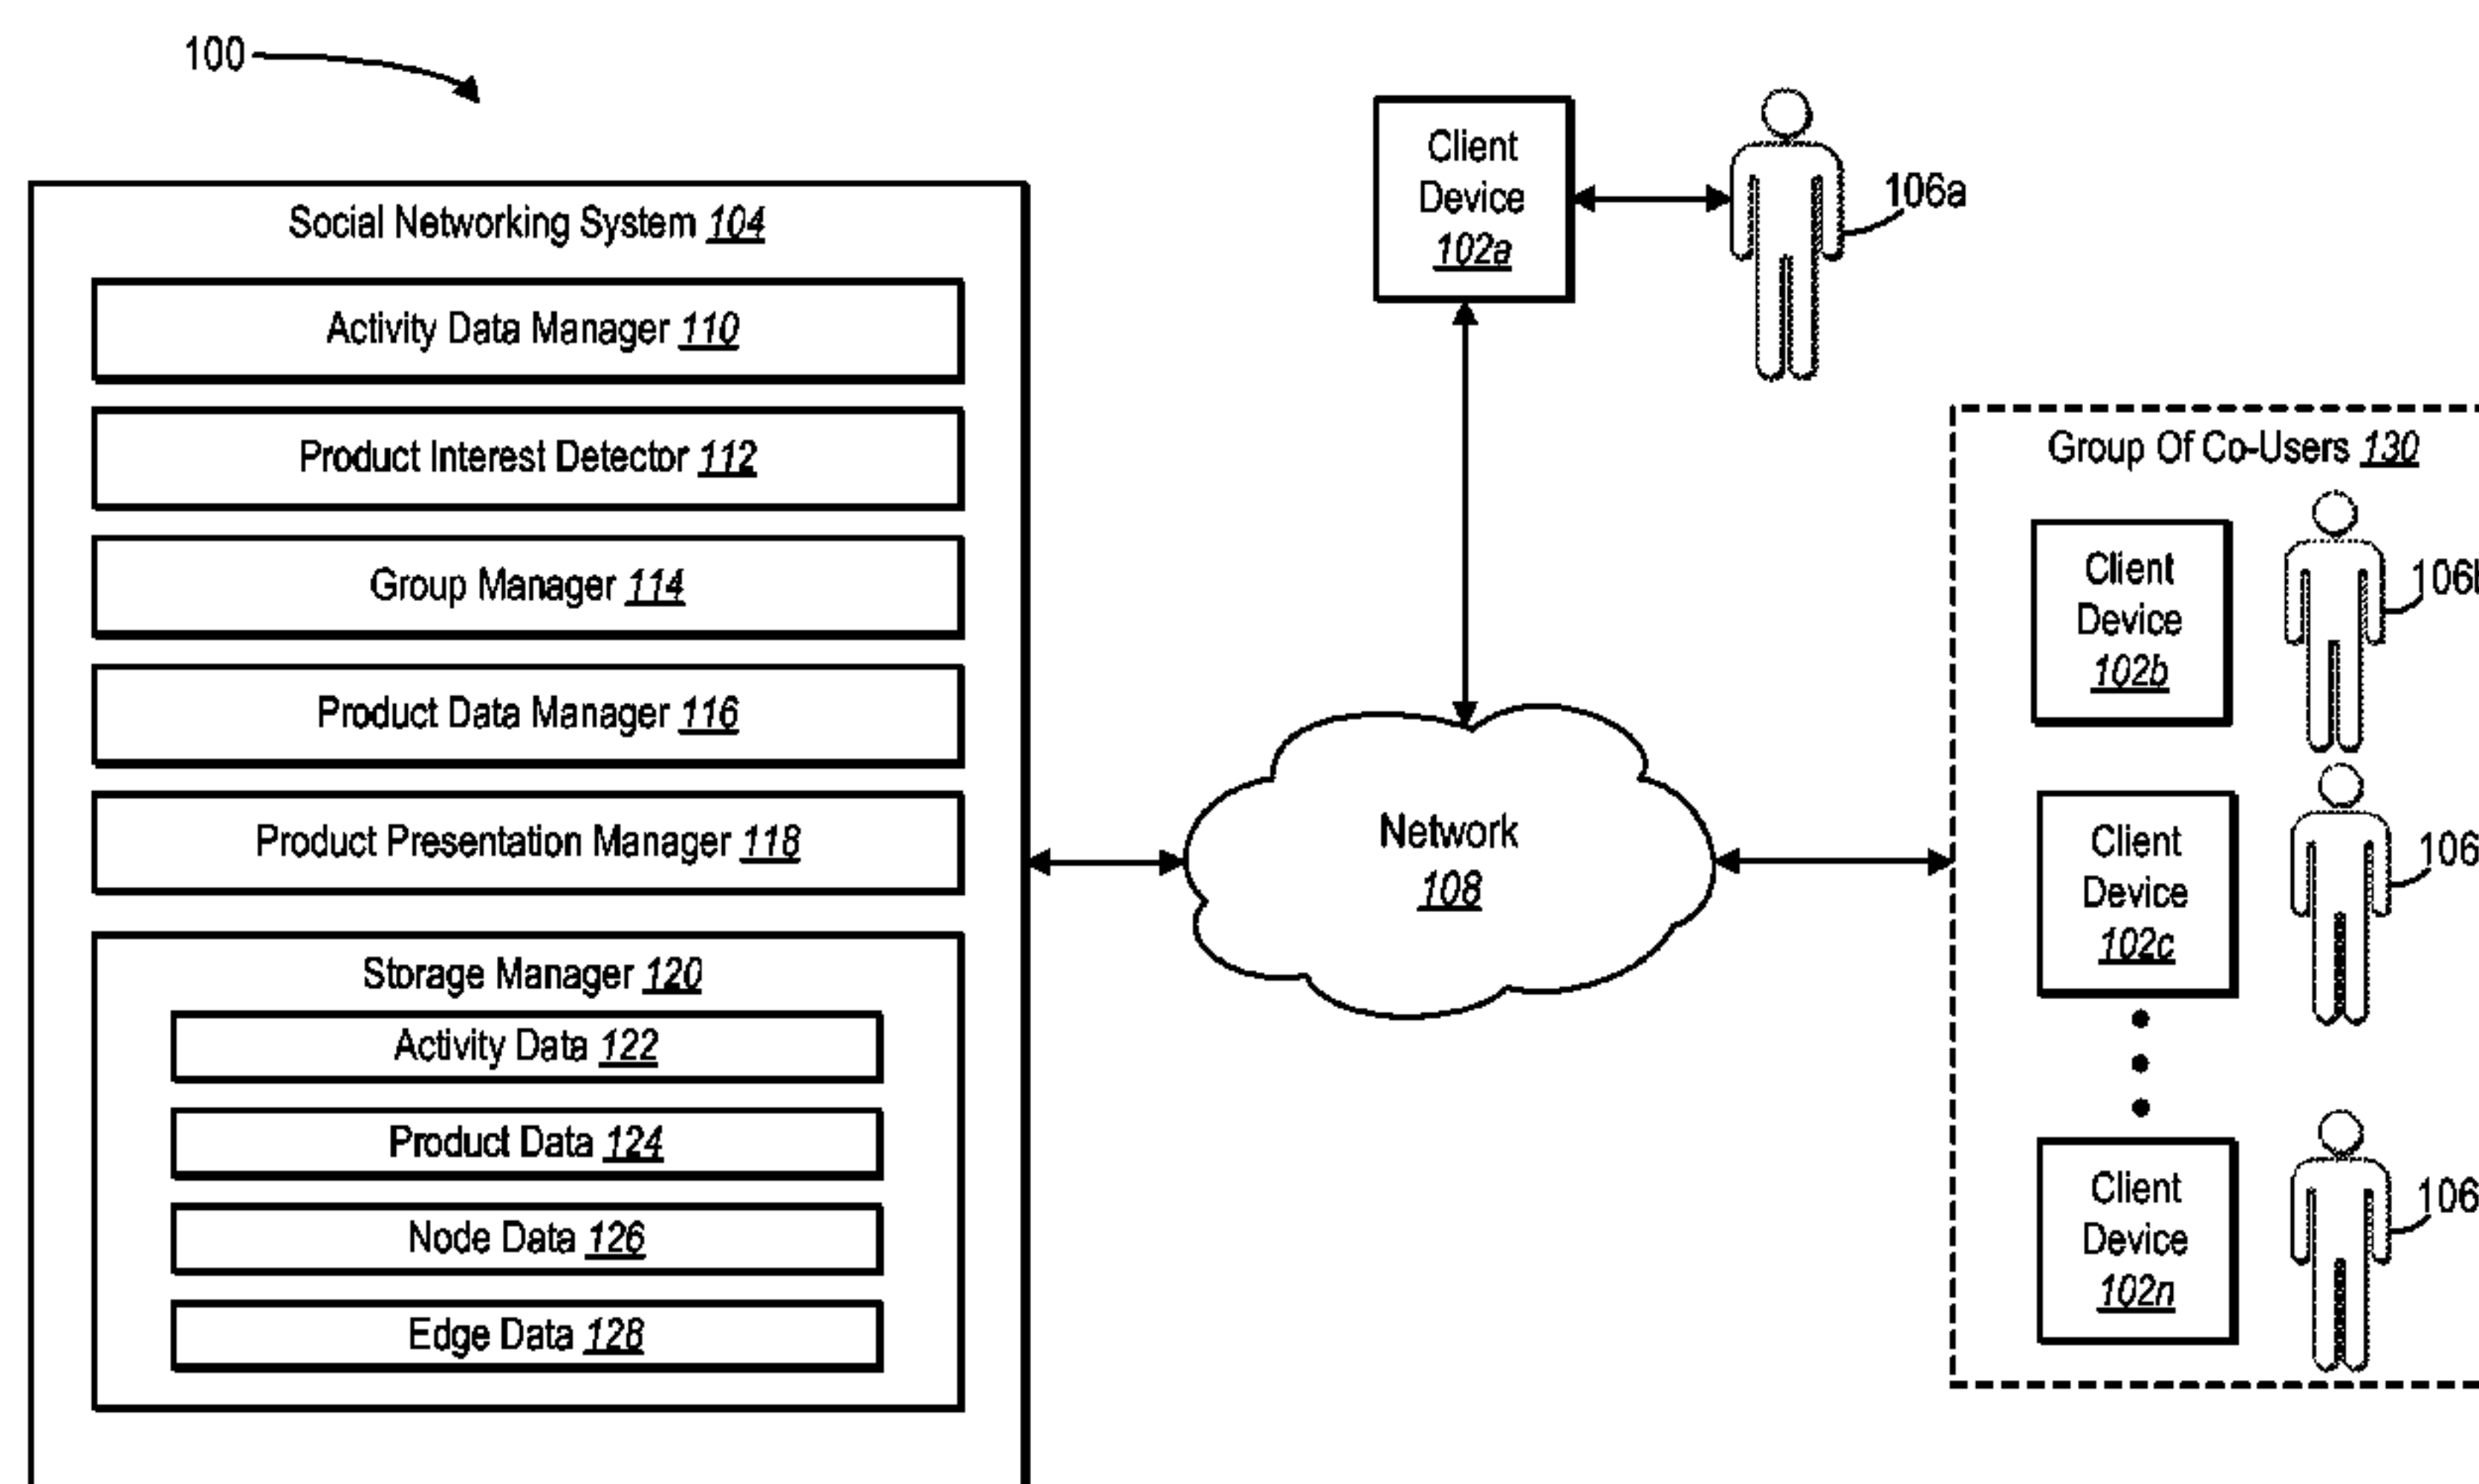 100
Social Networking System 104
Activity Data Manager 110
Product Interest Detector 112
Group Manager 114
Product Data Manager 116
Product Presentation Manager 118
Storage Manager 120
Activity Data 122
Product Data 124
Node Data 126
Edge Data 128
Client
Device
102a
106a
Network
108
Group Of Co-Users 130
Client
Device
102b
Client
Device
102c
106
Client
Device
102n
106